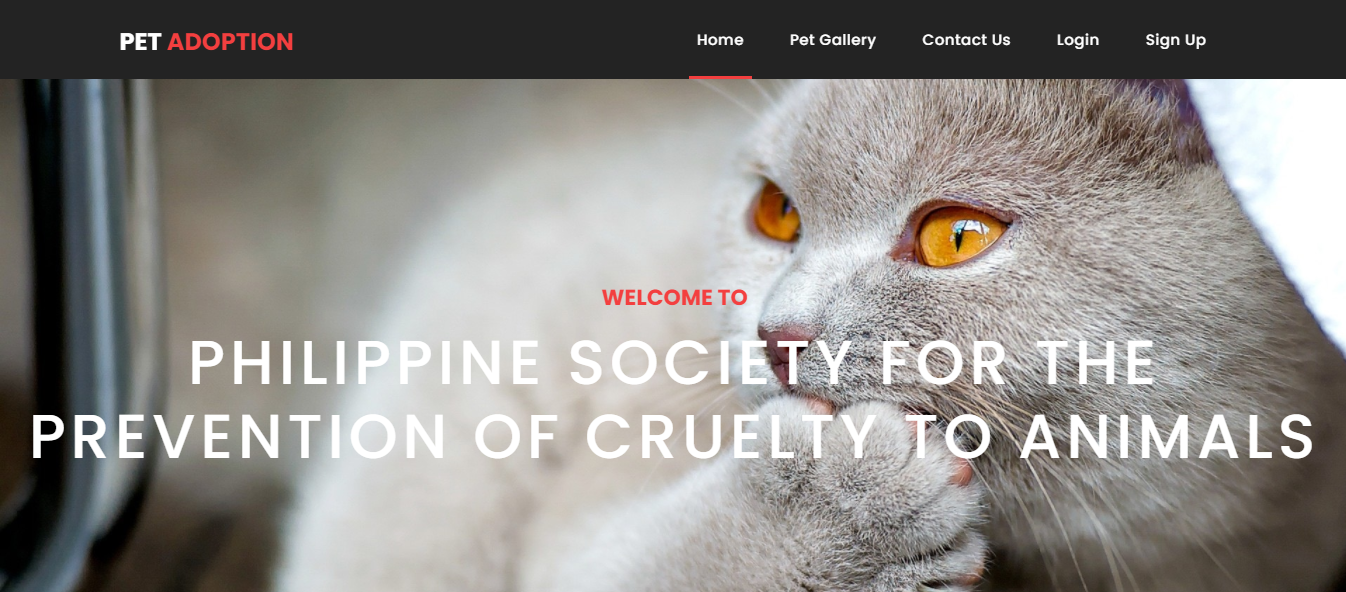 PET ADOPTION
Home Pet Gallery Contact Us Login Sign Up
WELCOME TO
PHILIPPINE SOCIETY FOR THE
PREVENTION OF CRUELTY TO ANIMALS